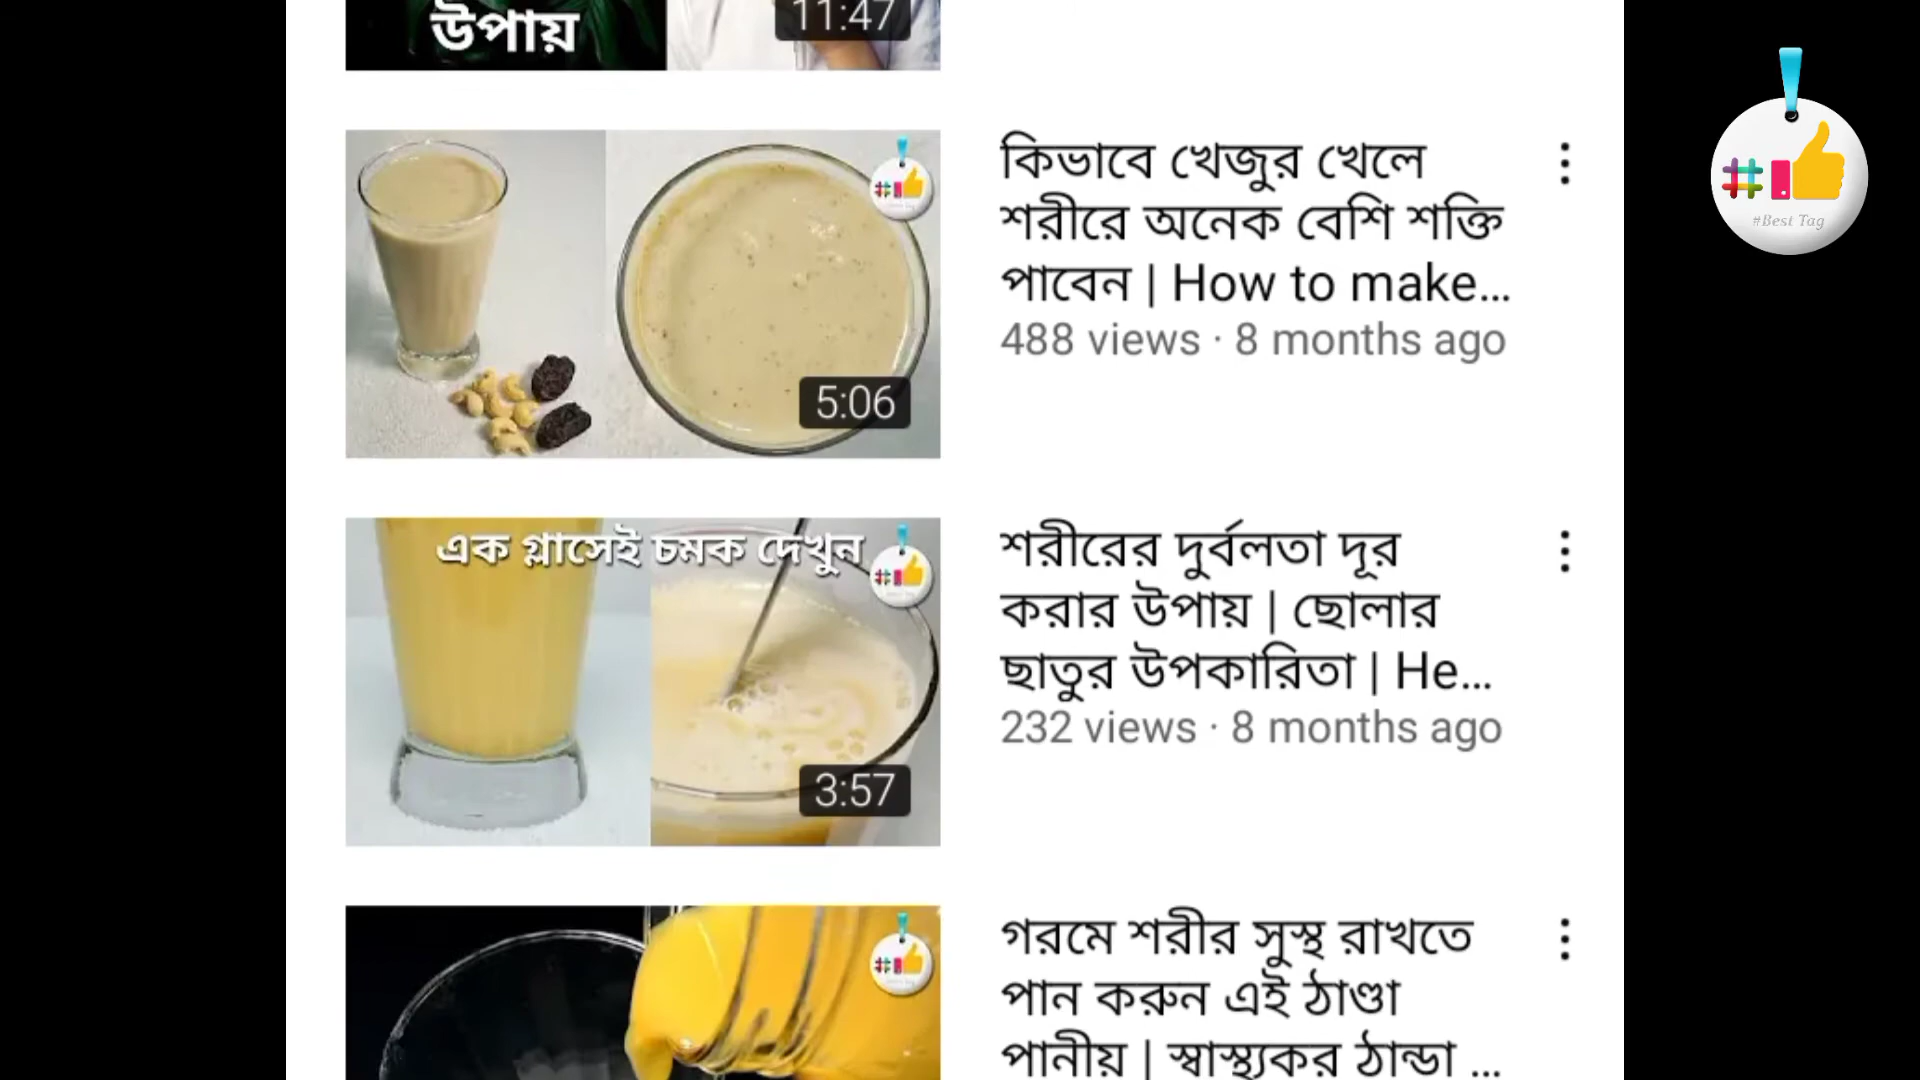 উপায়
11:47
কিভাবে খেজুর খেলে
শরীরে অনেক বেশি শক্তি
পাবেন | How to make...
488 views · 8 months ago
5:06
#Best Tag
এক গ্লাসেই চমক দেখুন
শরীরের দুর্বলতা দূর
করার উপায় | ছোলার
ছাতুর উপকারিতা | He...
232 views · 8 months ago
3:57
গরমে শরীর সুস্থ রাখতে
পান করুন এই ঠাণ্ডা
পানীয় | স্বাস্থ্যকর ঠান্ডা ...